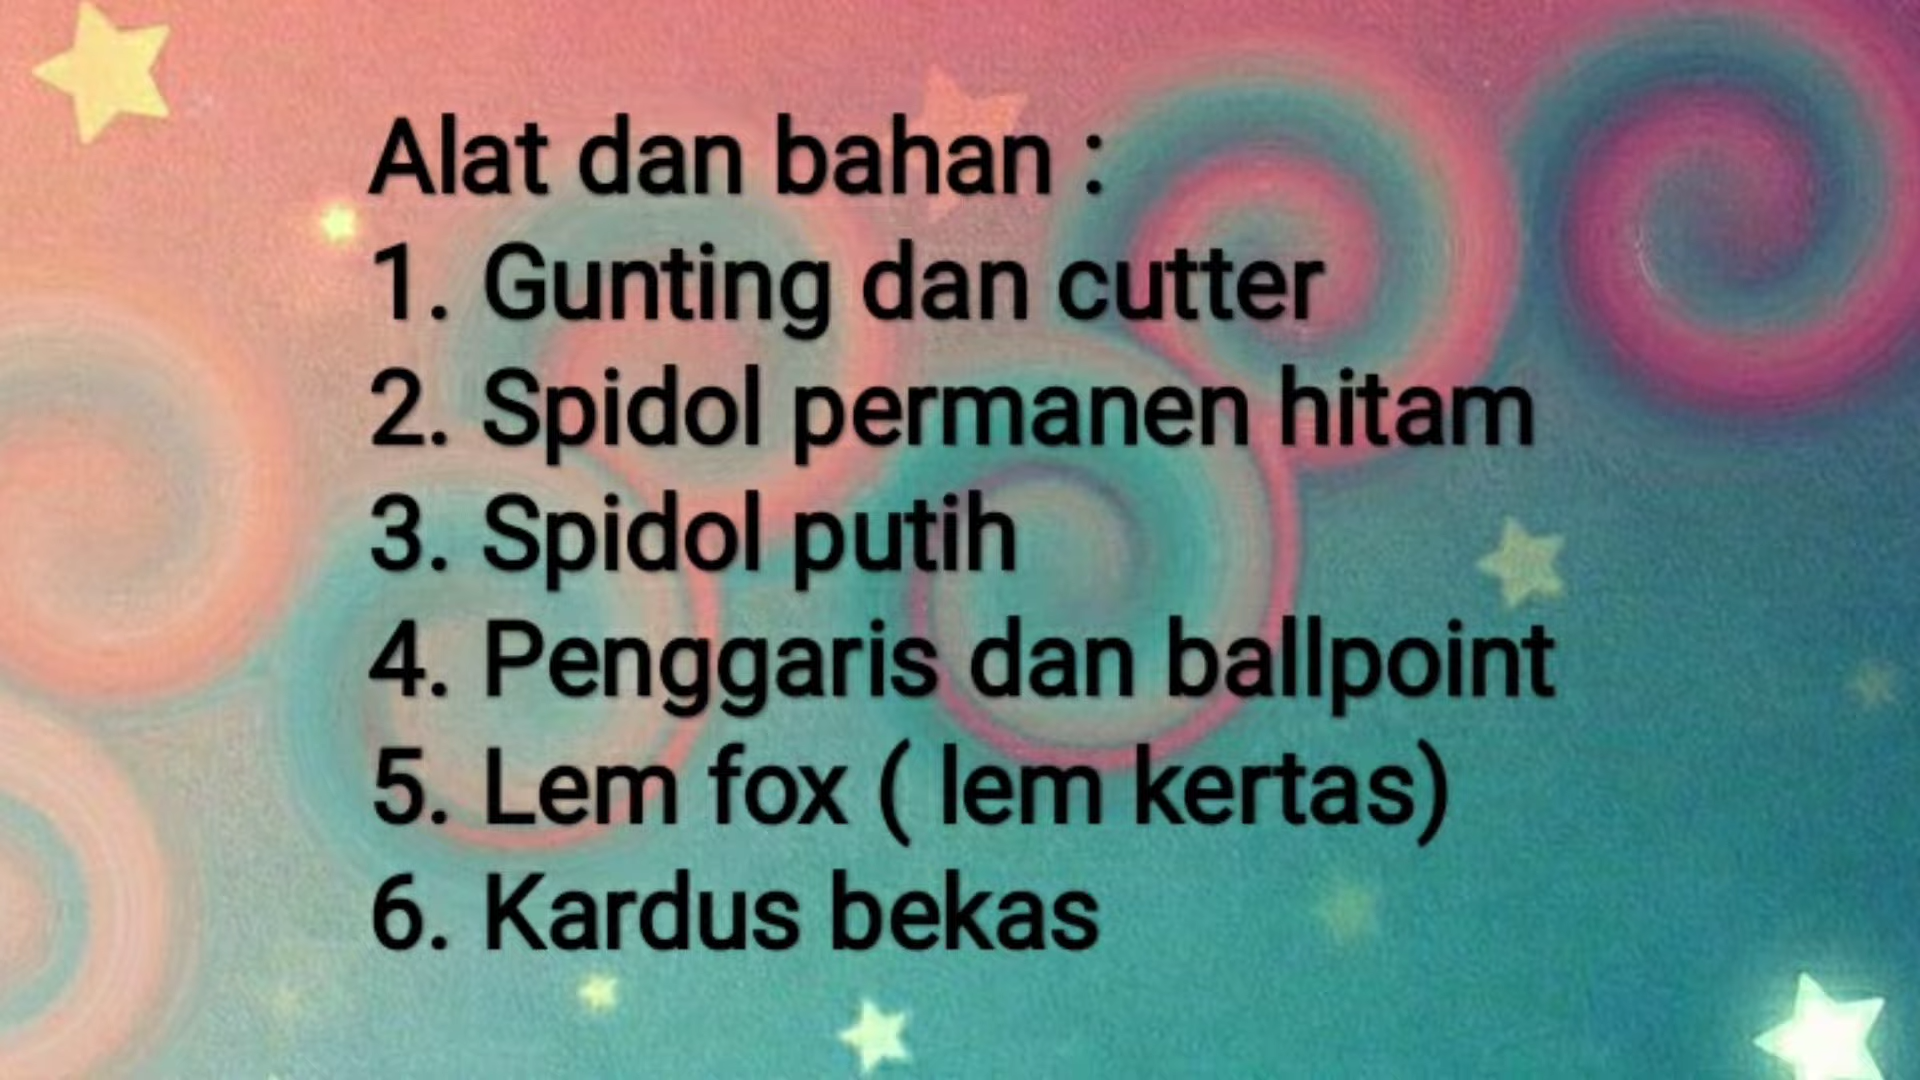 Alat dan bahan :
1. Gunting dan cutter
2. Spidol permanen hitam
3. Spidol putih
4. Penggaris dan ballpoint
5. Lem fox ( lem kertas)
6. Kardus bekas